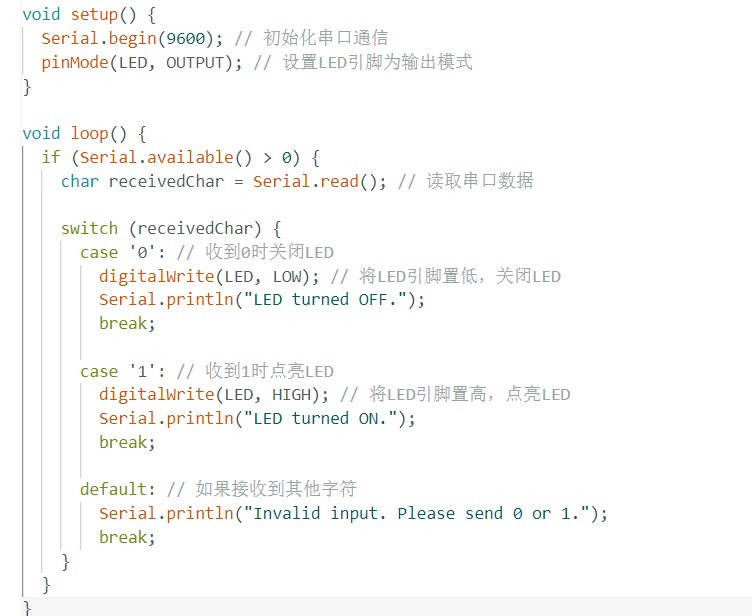 void setup() {
Serial.begin(9600); // 初始化串口通信
pinMode(LED, OUTPUT); // 设置LED引脚为输出模式
}
void loop() {
if (Serial.available() > 0) {
char receivedChar = Serial.read(); // 读取串口数据
switch (receivedChar) {
case '0': // 收到0时关闭LED
digitalWrite(LED, LOW); // 将LED引脚置低，关闭LED
Serial.println("LED turned OFF.");
break;
case '1': // 收到1时点亮LED
digitalWrite(LED, HIGH); // 将LED引脚置高，点亮LED
Serial.println("LED turned ON.");
break;
default: // 如果接收到其他字符
Serial.println("Invalid input. Please send 0 or 1.");
break;
}
}
}